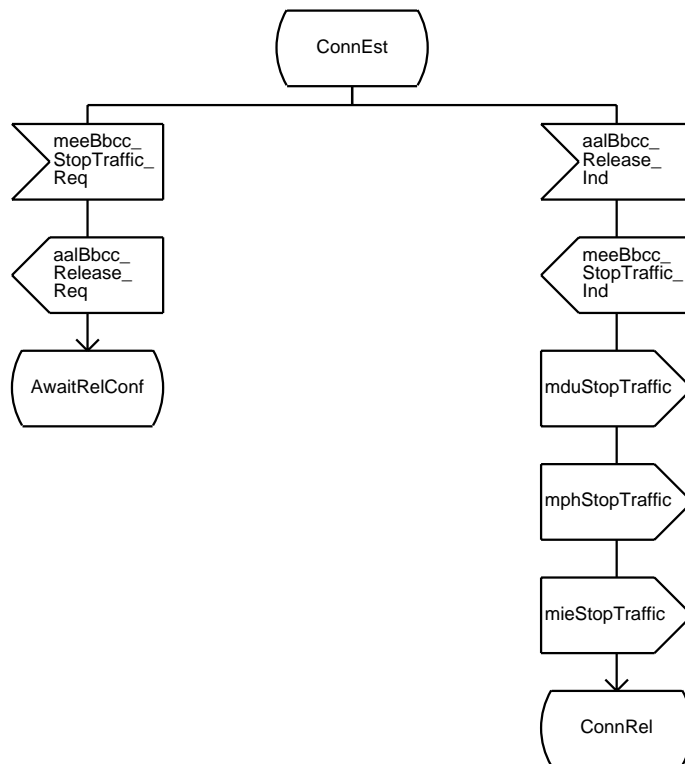 ConnEst
meeBbcc_
StopTraffic_
Req
aalBbcc_
Release_
Req
AwaitRelConf
aalBbcc_
Release_
Ind
meeBbcc_
StopTraffic_
Ind
mduStopTraffic
mphStopTraffic
mieStopTraffic
ConnRel